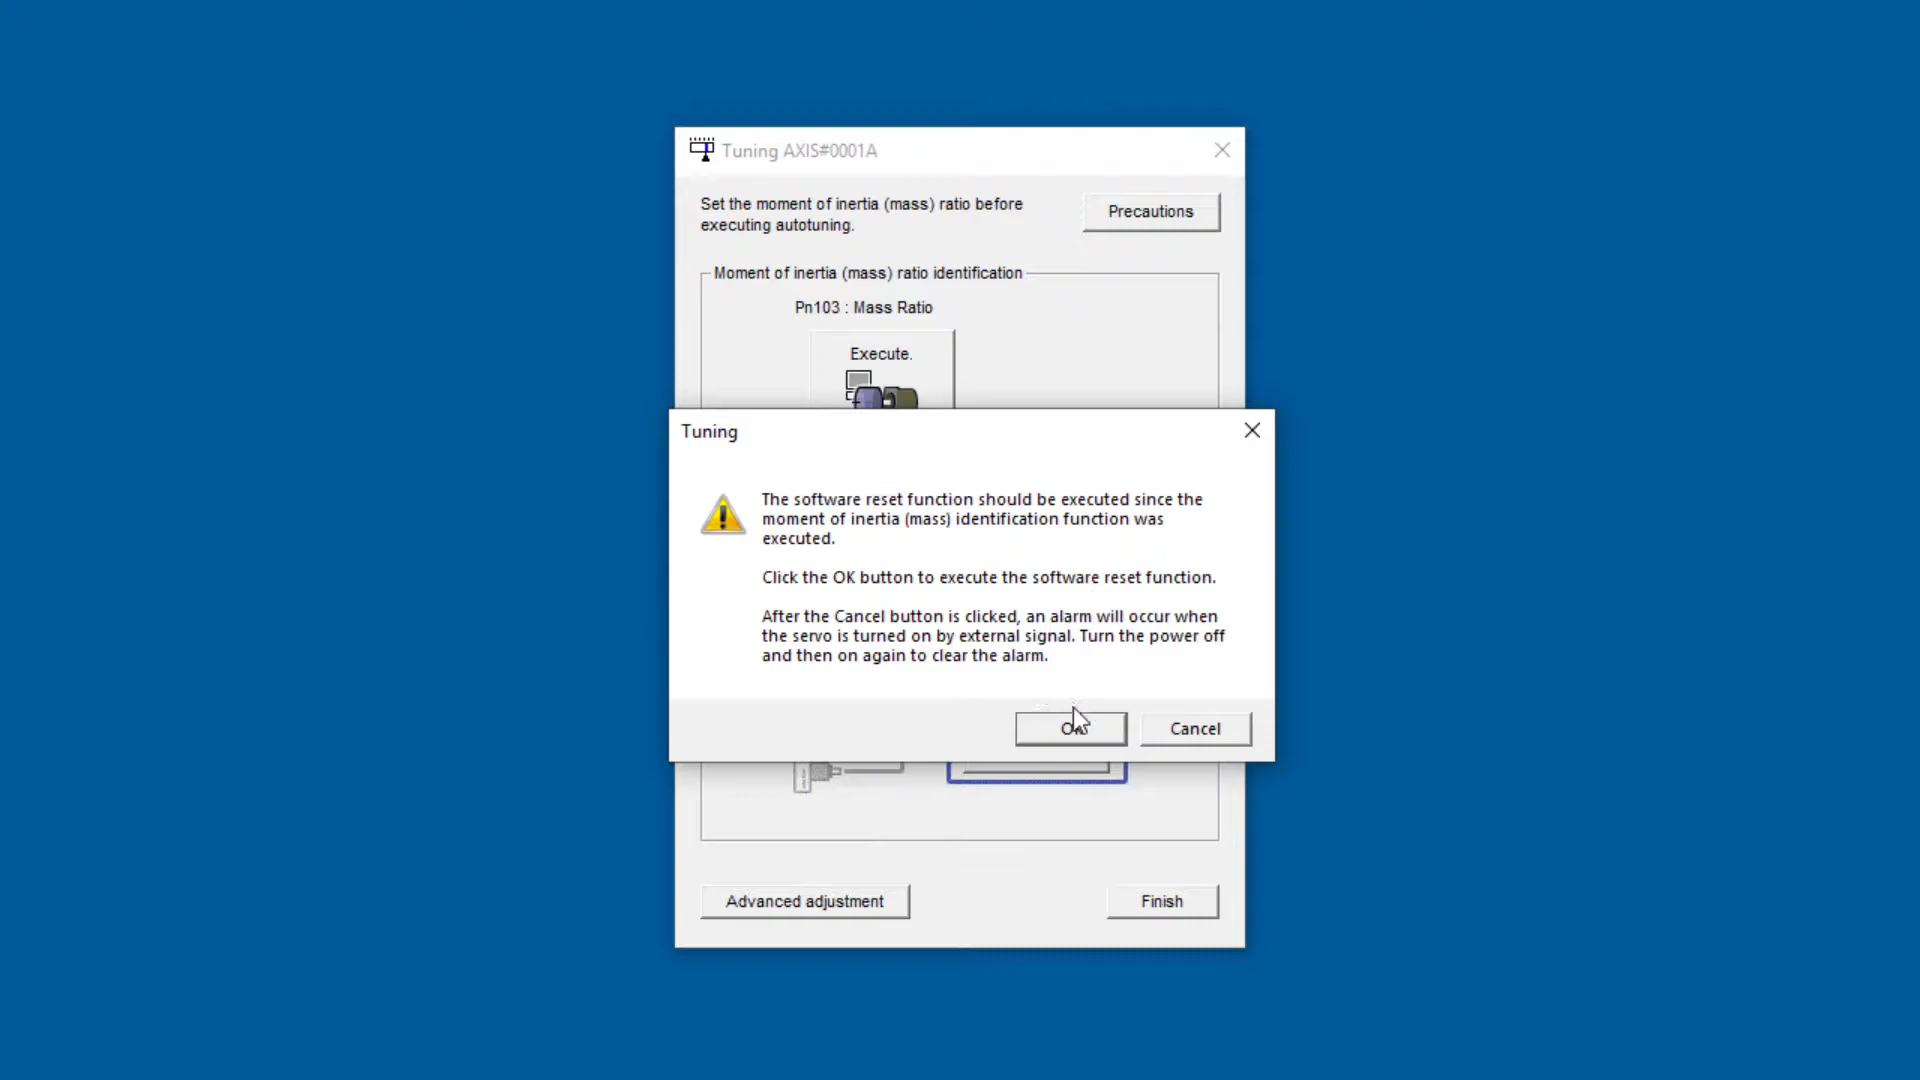 Tuning AXIS#0001A
Set the moment of inertia (mass) ratio before
executing autotuning.
Precautions
Moment of inertia (mass) ratio identification
Pn103 : Mass Ratio
Execute.
Tuning
The software reset function should be executed since the
moment of inertia (mass) identification function was
executed.
Click the OK button to execute the software reset function.
After the Cancel button is clicked, an alarm will occur when
the servo is turned on by external signal. Turn the power off
and then on again to clear the alarm.
OK
Cancel
Advanced adjustment
Finish